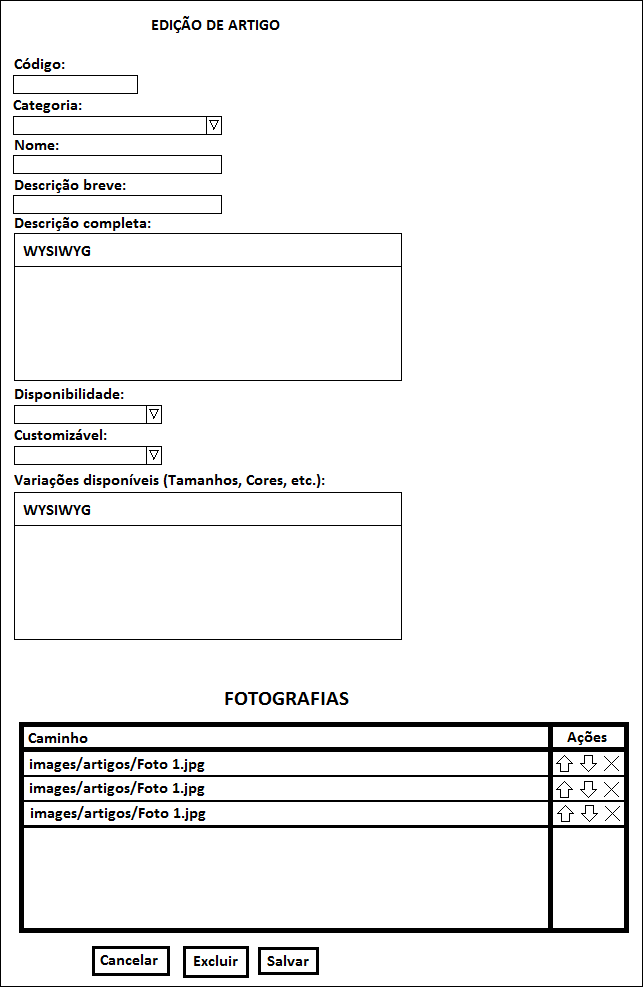 EDIÇÃO DE ARTIGO
Código:
Categoria:
Nome:
Descrição breve:
Descrição completa:
WYSIWYG
Disponibilidade:
Customizável:
Variações disponíveis (Tamanhos, Cores, etc.):
WYSIWYG
FOTOGRAFIAS
Caminho Ações
images/artigos/Foto 1.jpg
images/artigos/Foto 1.jpg
images/artigos/Foto 1.jpg
Cancelar Excluir Salvar